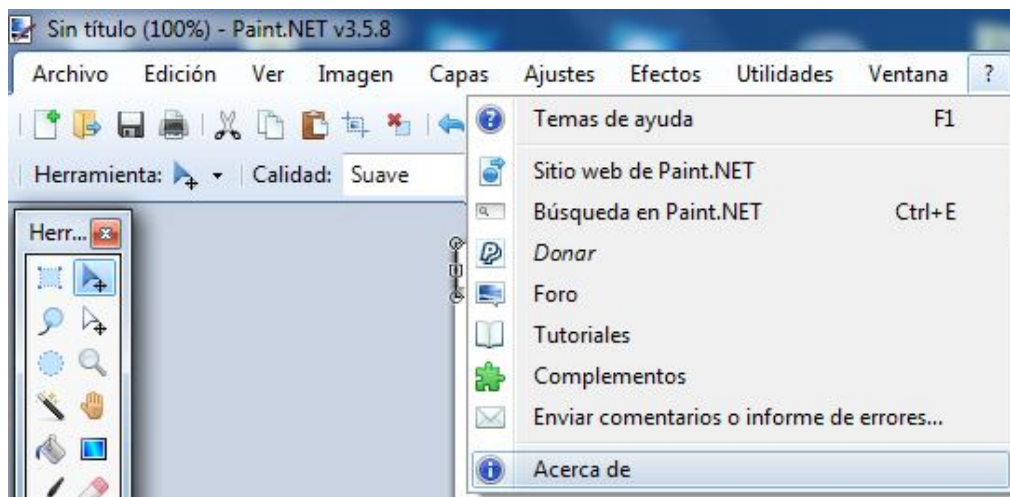 Sin título (100%) - Paint.NET v3.5.8
Archivo Edición Ver Imagen Capas Ajustes Efectos Utilidades Ventana ?
Herramienta: Calidad: Suave
Herr...
Temas de ayuda F1
Sitio web de Paint.NET
Búsqueda en Paint.NET Ctrl+E
Donar
Foro
Tutoriales
Complementos
Enviar comentarios o informe de errores...
Acerca de